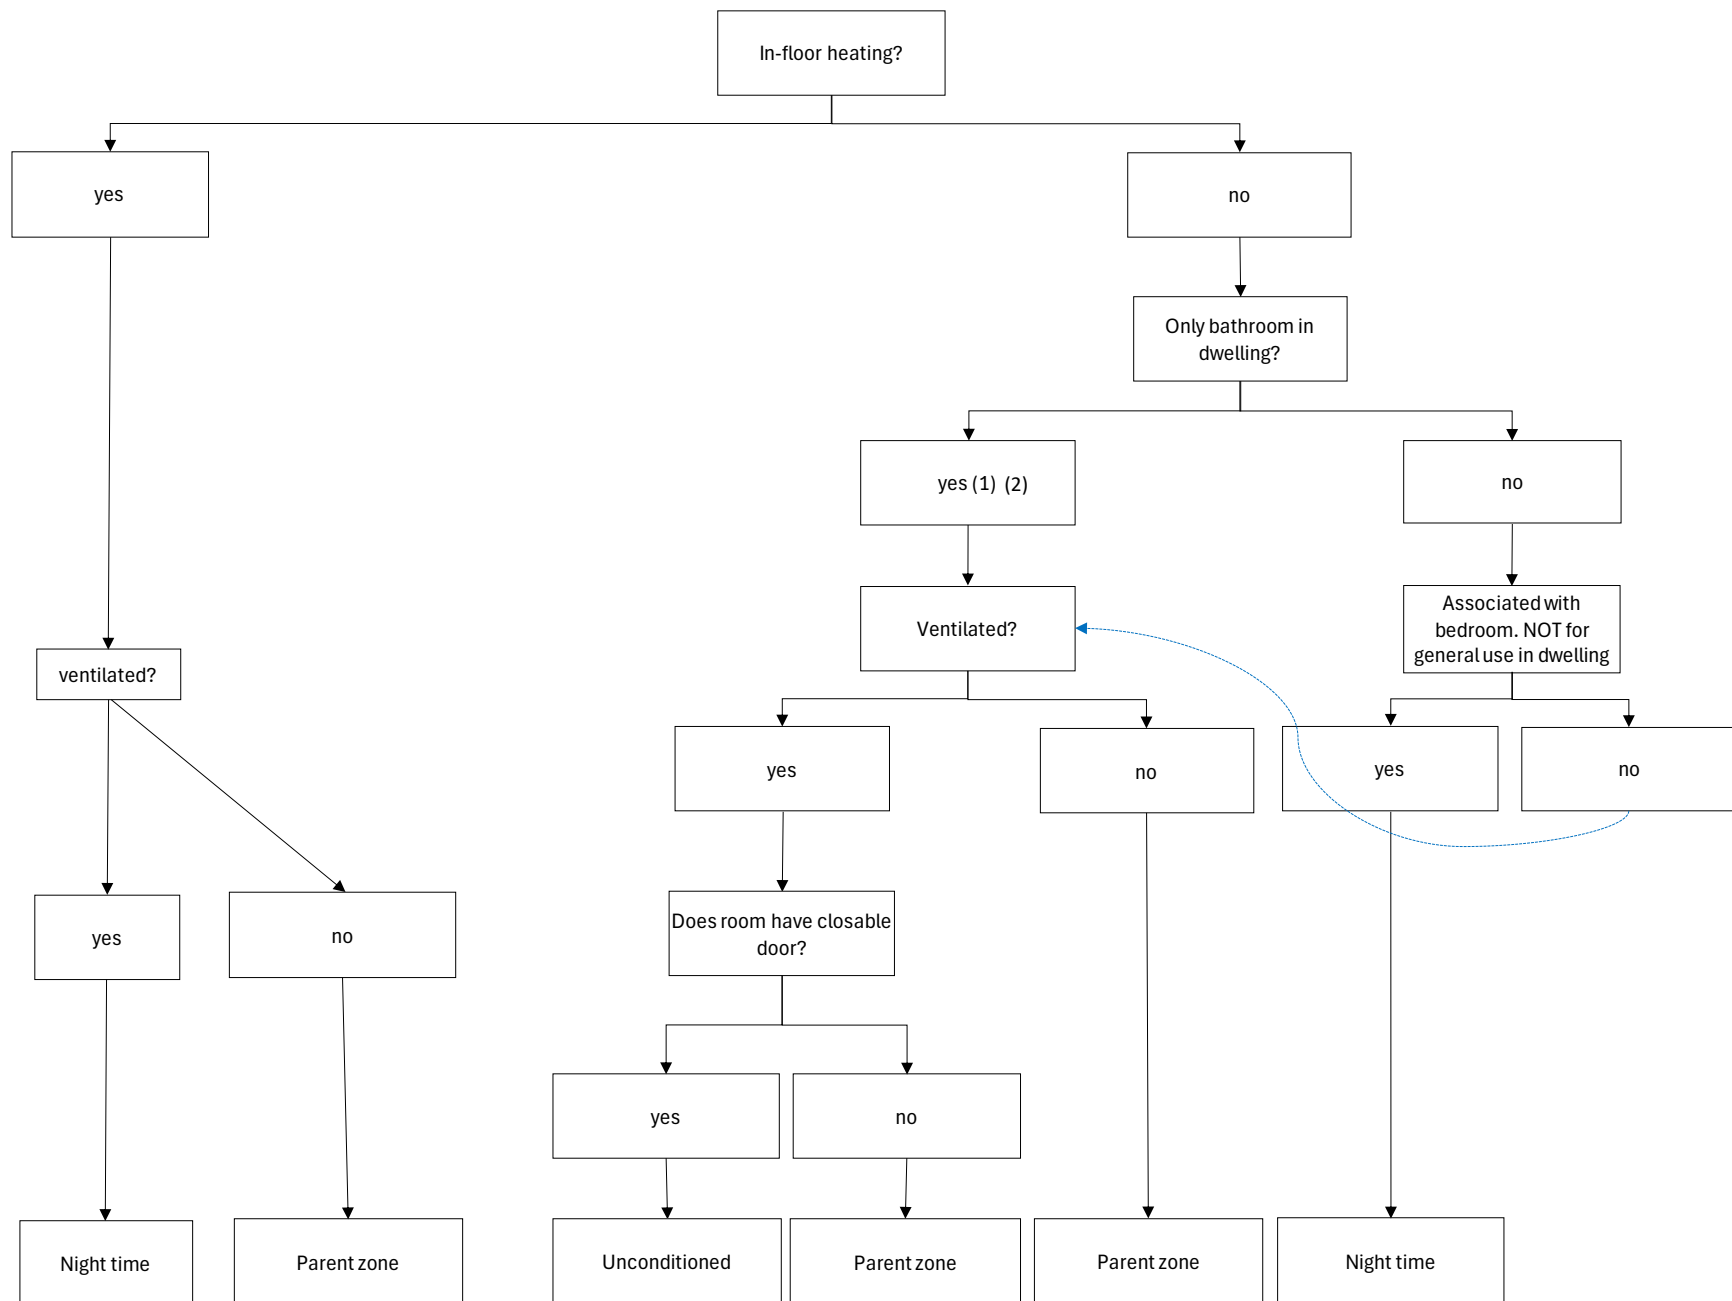 In-floor heating?
yes
no
Only bathroom in
dwelling?
yes (1) (2)
no
Ventilated?
Associated with
bedroom. NOT for
general use in dwelling
ventilated?
yes
no
yes
no
Does room have closable
door?
yes
no
yes
no
Night time
Parent zone
Unconditioned
Parent zone
Parent zone
Night time